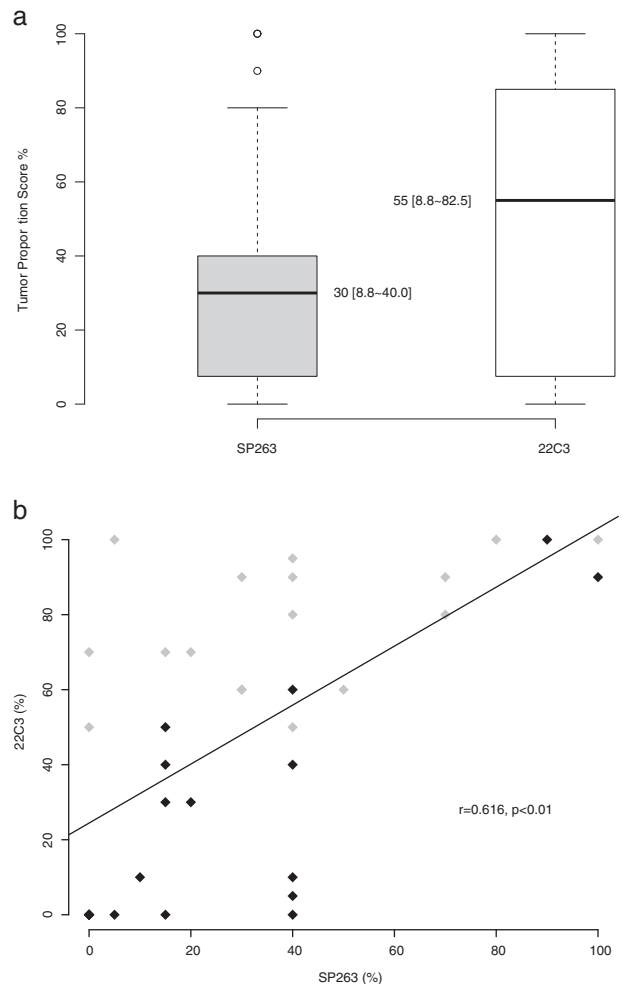 a
100
80
60
40
20
0
Tumor Propor tion Score %
55 [8.8~82.5]
30 [8.8~40.0]
SP263 22C3
b
100
80
60
40
20
0
22C3 (%)
r=0.616, p<0.01
0 20 40 60 80 100
SP263 (%)